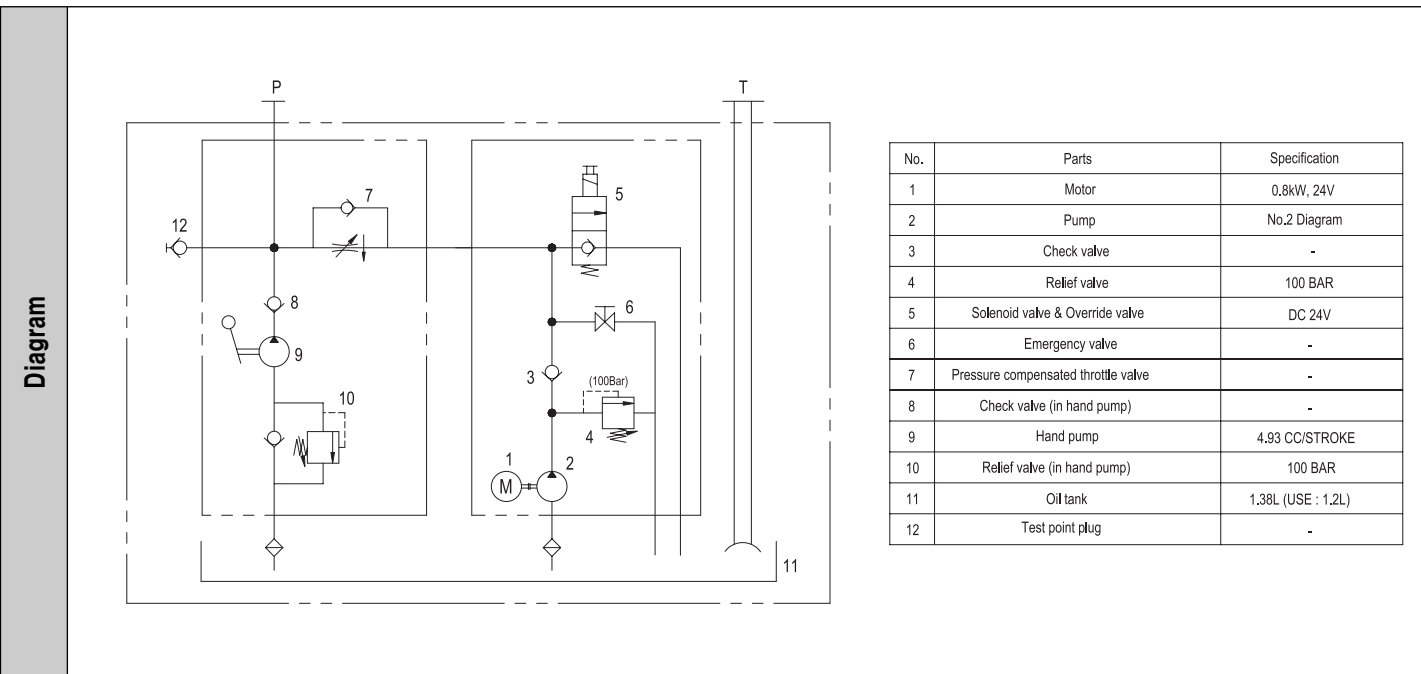 Diagram
P
T
12
7
5
8
6
9
3
(100Bar)
10
4
1
2
M
11
No. Parts Specification
1 Motor 0.8kW, 24V
2 Pump No.2 Diagram
3 Check valve -
4 Relief valve 100 BAR
5 Solenoid valve & Override valve DC 24V
6 Emergency valve -
7 Pressure compensated throttle valve -
8 Check valve (in hand pump) -
9 Hand pump 4.93 CC/STROKE
10 Relief valve (in hand pump) 100 BAR
11 Oil tank 1.38L (USE : 1.2L)
12 Test point plug -